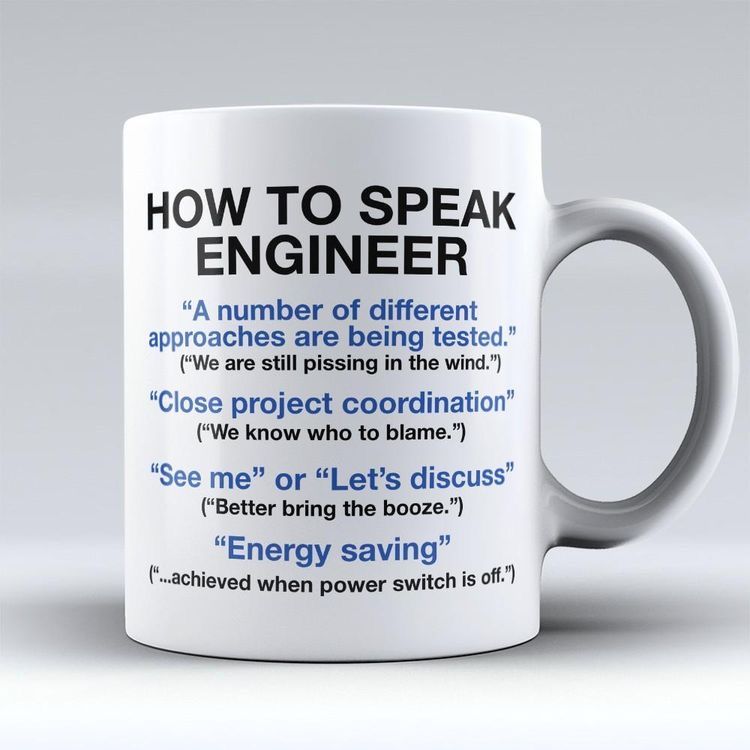 HOW TO SPEAK
ENGINEER
“A number of different
approaches are being tested.”
(“We are still pissing in the wind.”)
“Close project coordination”
(“We know who to blame.”)
“See me” or “Let’s discuss”
(“Better bring the booze.”)
“Energy saving”
(“...achieved when power switch is off.”)